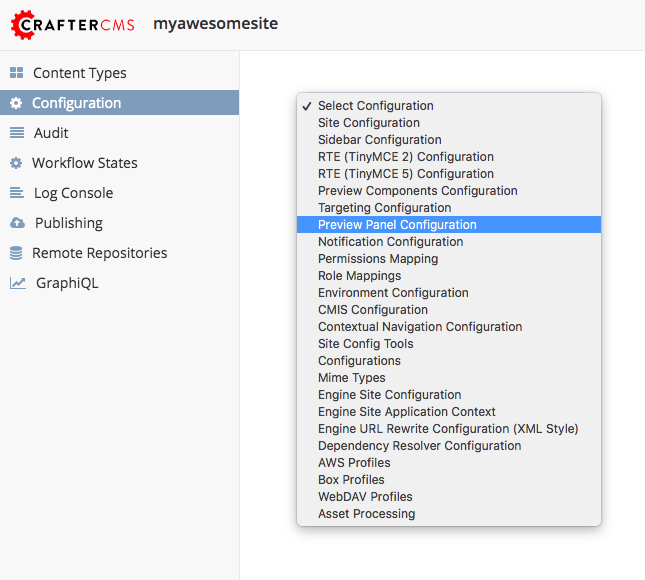 CRAFTERCMS myawesomesite
Content Types
Configuration
Audit
Workflow States
Log Console
Publishing
Remote Repositories
GraphiQL
✓ Select Configuration
Site Configuration
Sidebar Configuration
RTE (TinyMCE 2) Configuration
RTE (TinyMCE 5) Configuration
Preview Components Configuration
Targeting Configuration
Preview Panel Configuration
Notification Configuration
Permissions Mapping
Role Mappings
Environment Configuration
CMIS Configuration
Contextual Navigation Configuration
Site Config Tools
Configurations
Mime Types
Engine Site Configuration
Engine Site Application Context
Engine URL Rewrite Configuration (XML Style)
Dependency Resolver Configuration
AWS Profiles
Box Profiles
WebDAV Profiles
Asset Processing